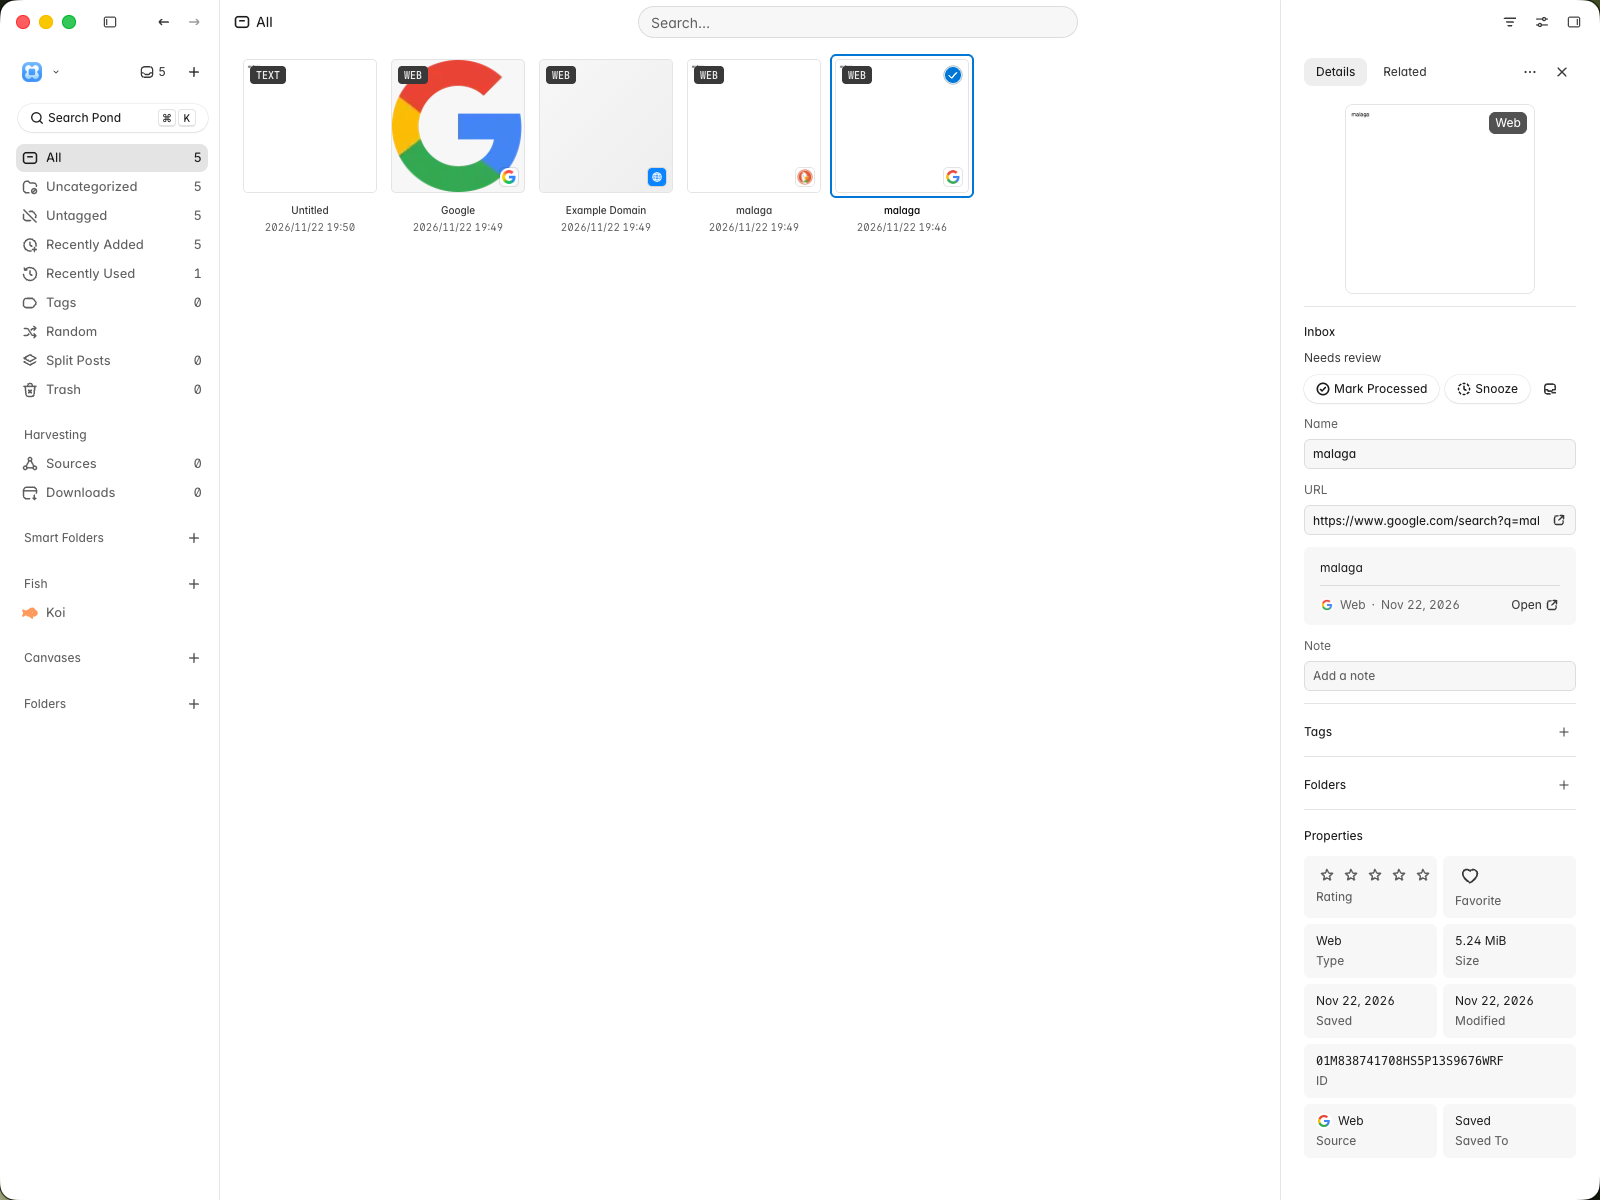 All
Search...
5
Search Pond
⌘ K
All 5
Uncategorized 5
Untagged 5
Recently Added 5
Recently Used 1
Tags 0
Random
Split Posts 0
Trash 0
Harvesting
Sources 0
Downloads 0
Smart Folders
Fish
Koi
Canvases
Folders
TEXT
Untitled
2026/11/22 19:50
WEB
Google
2026/11/22 19:49
WEB
Example Domain
2026/11/22 19:49
WEB
malaga
2026/11/22 19:49
WEB
malaga
2026/11/22 19:46
Details Related
malaga
Web
Inbox
Needs review
Mark Processed Snooze
Name
malaga
URL
https://www.google.com/search?q=mal
malaga
Web · Nov 22, 2026 Open
Note
Add a note
Tags
Folders
Properties
Rating
Favorite
Web
Type
5.24 MiB
Size
Nov 22, 2026
Saved
Nov 22, 2026
Modified
01M838741708HS5P13S9676WRF
ID
Web
Source
Saved
Saved To